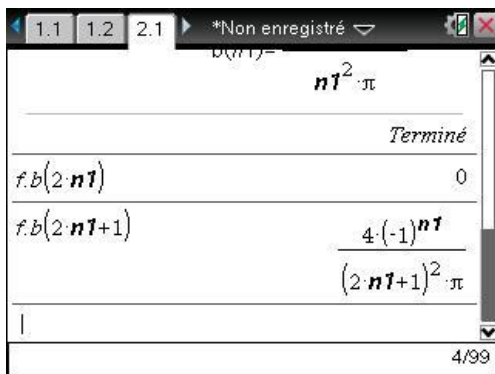 1.1 1.2 2.1 *Non enregistré
n1²·π
Terminé
f.b(2·n1) 0
f.b(2·n1+1) 4·(-1)^n1
(2·n1+1)²·π
4/99